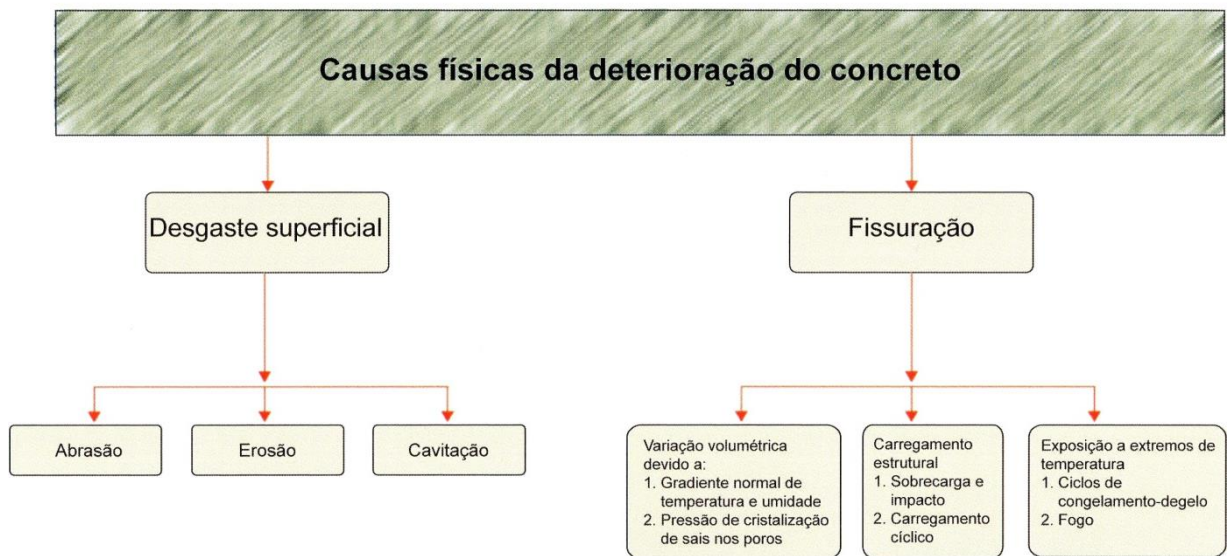 Causas físicas da deterioração do concreto
Desgaste superficial
Fissuração
Abrasão
Erosão
Cavitação
Variação volumétrica
devido a:
1. Gradiente normal de
temperatura e umidade
2. Pressão de cristalização
de sais nos poros
Carregamento
estrutural
1. Sobrecarga e
impacto
2. Carregamento
cíclico
Exposição a extremos de
temperatura
1. Ciclos de
congelamento-degelo
2. Fogo